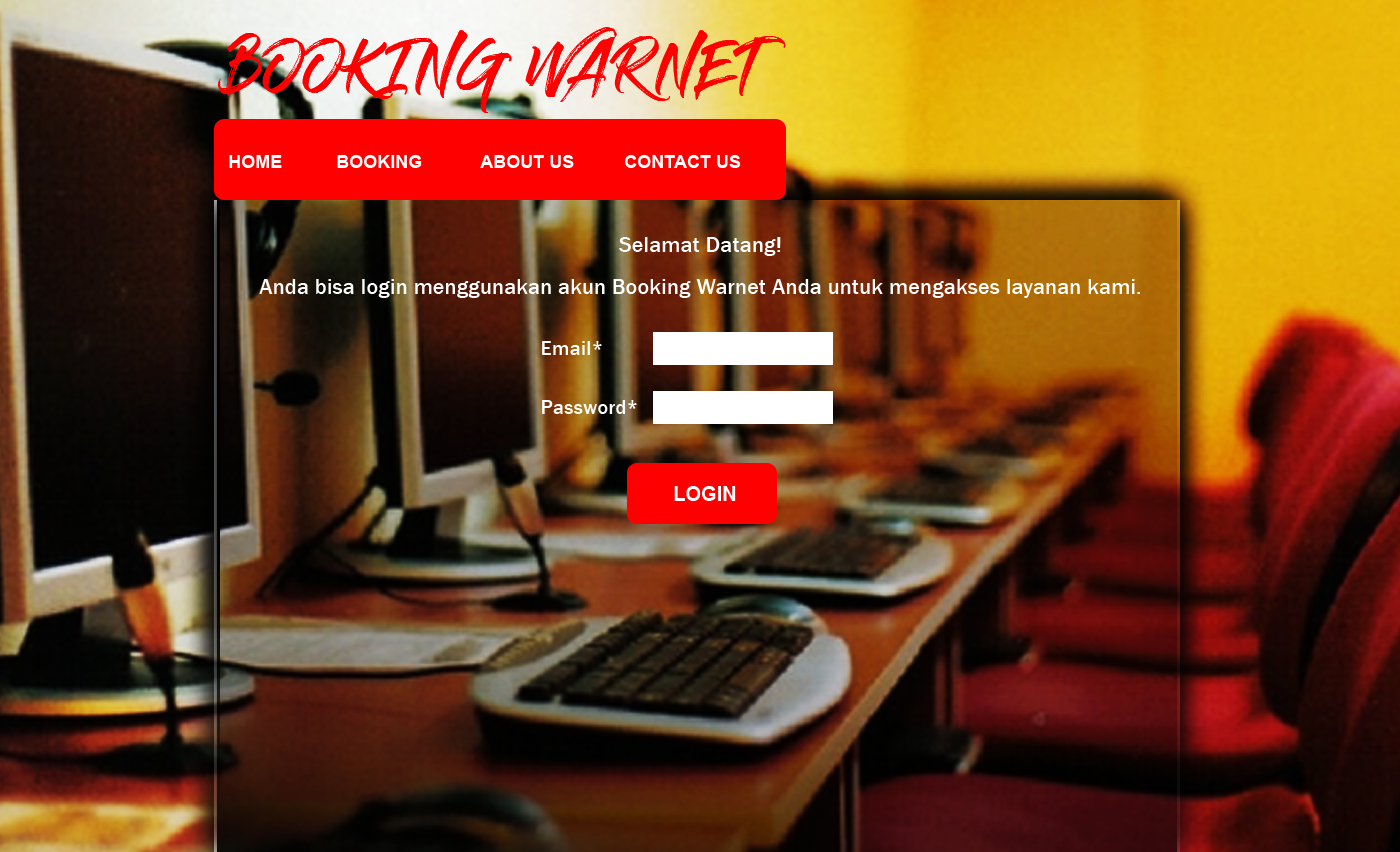 BOOKING WARNET
HOME BOOKING ABOUT US CONTACT US
Selamat Datang!
Anda bisa login menggunakan akun Booking Warnet Anda untuk mengakses layanan kami.
Email*
Password*
LOGIN